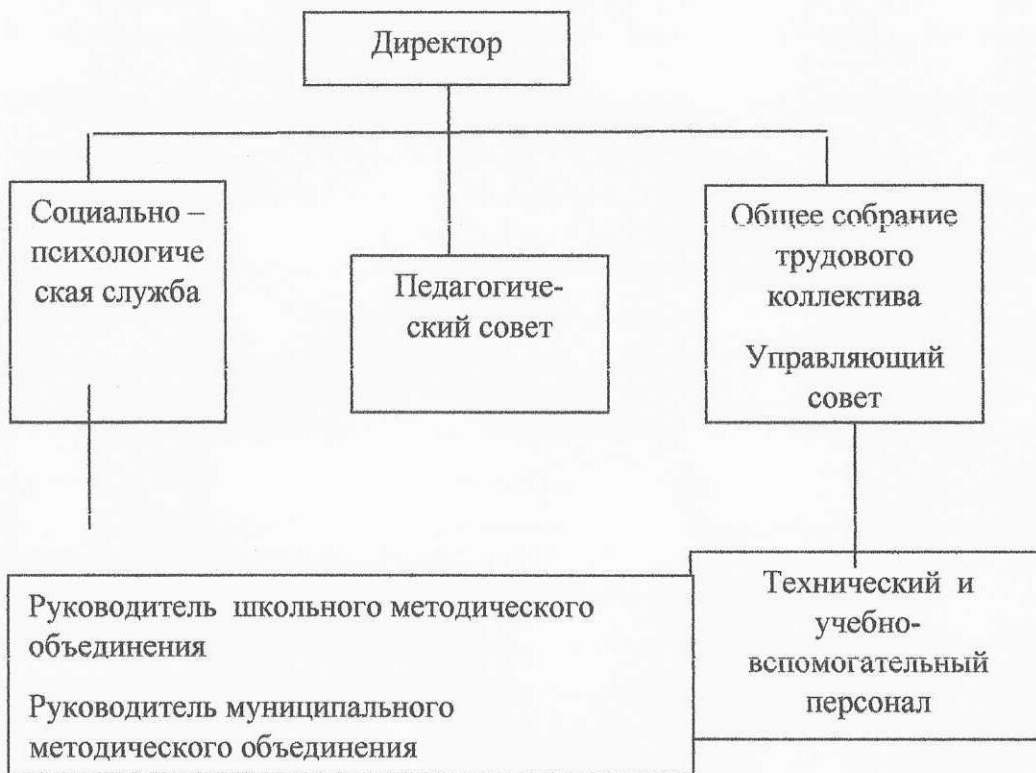 Директор
Социально –
психологиче
ская служба
Педагогиче-
ский совет
Общее собрание
трудового
коллектива
Управляющий
совет
Руководитель школьного методического
объединения
Руководитель муниципального
методического объединения
Технический и
учебно-
вспомогательный
персонал